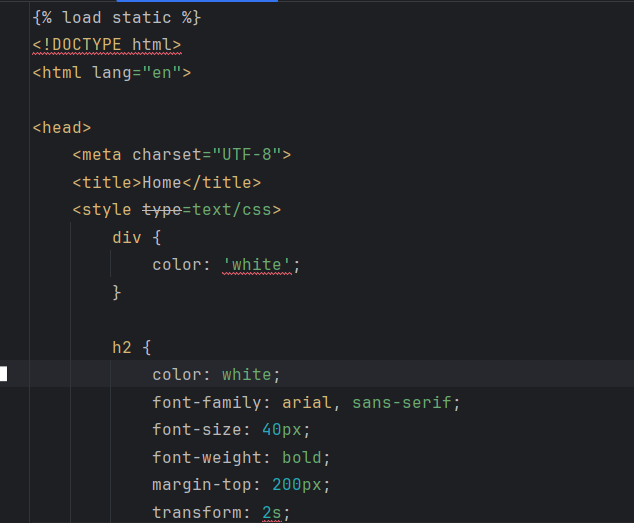 {% load static %}
<!DOCTYPE html>
<html lang="en">
<head>
<meta charset="UTF-8">
<title>Home</title>
<style type=text/css>
div {
color: 'white';
}
h2 {
color: white;
font-family: arial, sans-serif;
font-size: 40px;
font-weight: bold;
margin-top: 200px;
transform: 2s;